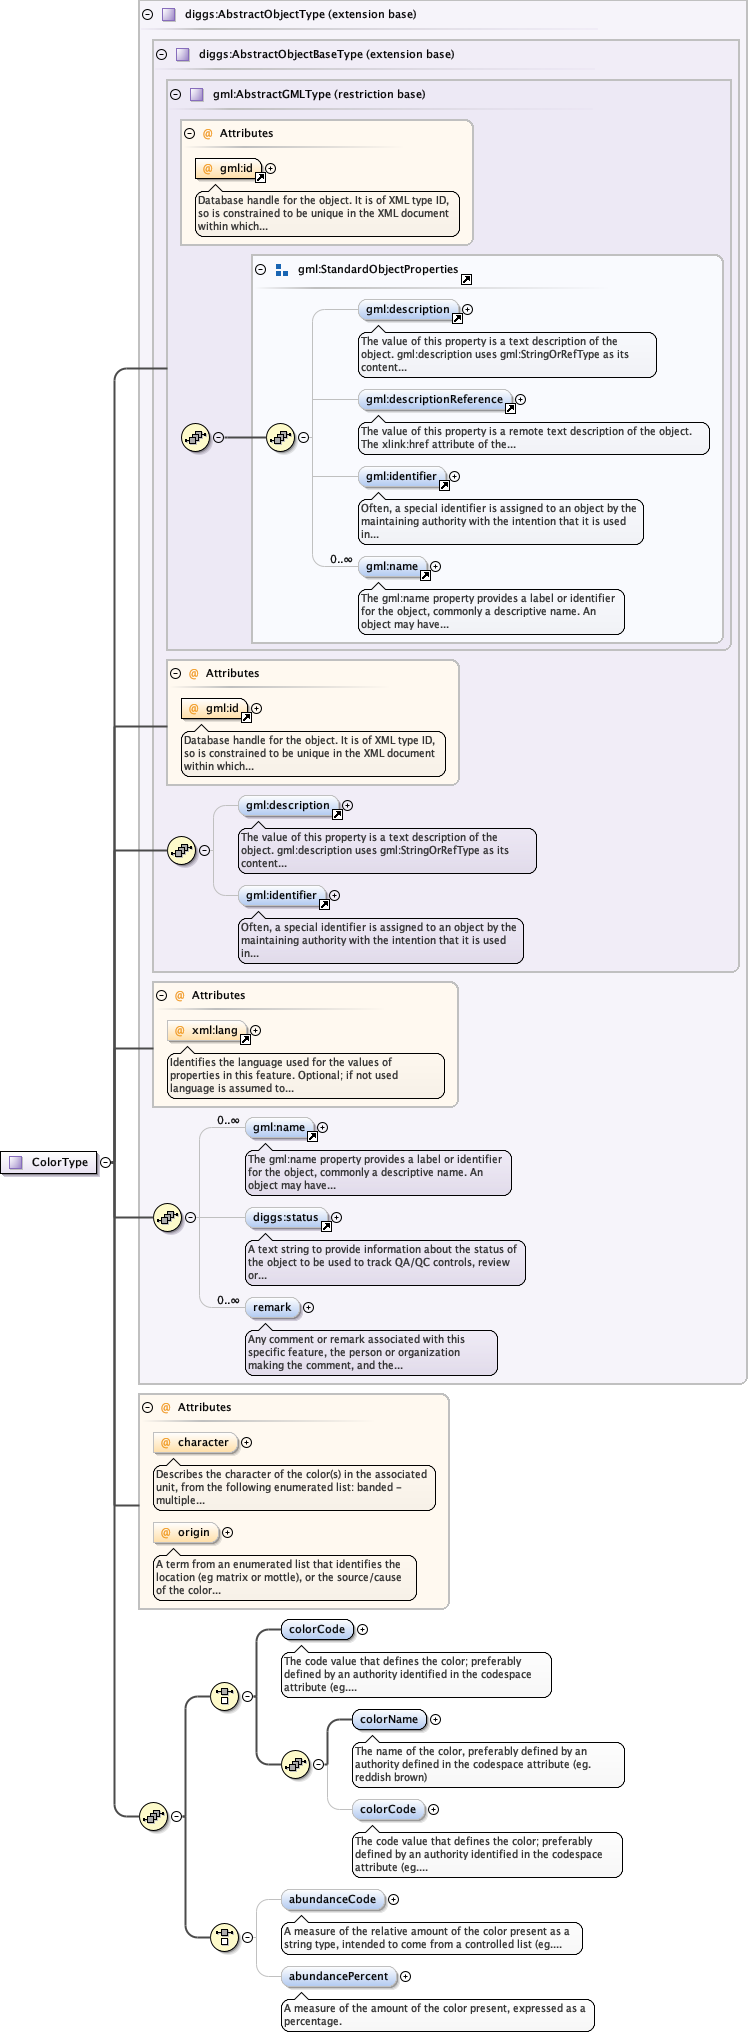 diggs:AbstractObjectType (extension base)
diggs:AbstractObjectBaseType (extension base)
gml:AbstractGMLType (restriction base)
@ Attributes
@ gml:id
Database handle for the object. It is of XML type ID,
so is constrained to be unique in the XML document
within which...
gml:StandardObjectProperties
gml:description
The value of this property is a text description of the
object. gml:description uses gml:StringOrRefType as its
content...
gml:descriptionReference
The value of this property is a remote text description of the object.
The xlink:href attribute of the...
gml:identifier
Often, a special identifier is assigned to an object by the
maintaining authority with the intention that it is used
in...
0..∞
gml:name
The gml:name property provides a label or identifier
for the object, commonly a descriptive name. An
object may have...
@ Attributes
@ gml:id
Database handle for the object. It is of XML type ID,
so is constrained to be unique in the XML document
within which...
gml:description
The value of this property is a text description of the
object. gml:description uses gml:StringOrRefType as its
content...
gml:identifier
Often, a special identifier is assigned to an object by the
maintaining authority with the intention that it is used
in...
@ Attributes
@ xml:lang
Identifies the language used for the values of
properties in this feature. Optional; if not used
language is assumed to...
0..∞
gml:name
The gml:name property provides a label or identifier
for the object, commonly a descriptive name. An
object may have...
ColorType
diggs:status
A text string to provide information about the status of
the object to be used to track QA/QC controls, review
or...
0..∞
remark
Any comment or remark associated with this
specific feature, the person or organization
making the comment, and the...
@ Attributes
@ character
Describes the character of the color(s) in the associated
unit, from the following enumerated list: banded -
multiple...
@ origin
A term from an enumerated list that identifies the
location (eg matrix or mottle), or the source/cause
of the color...
colorCode
The code value that defines the color; preferably
defined by an authority identified in the codespace
attribute (eg....
colorName
The name of the color, preferably defined by an
authority defined in the codespace attribute (eg.
reddish brown)
colorCode
The code value that defines the color; preferably
defined by an authority identified in the codespace
attribute (eg....
abundanceCode
A measure of the relative amount of the color present as a
string type, intended to come from a controlled list (eg....
abundancePercent
A measure of the amount of the color present, expressed as a
percentage.